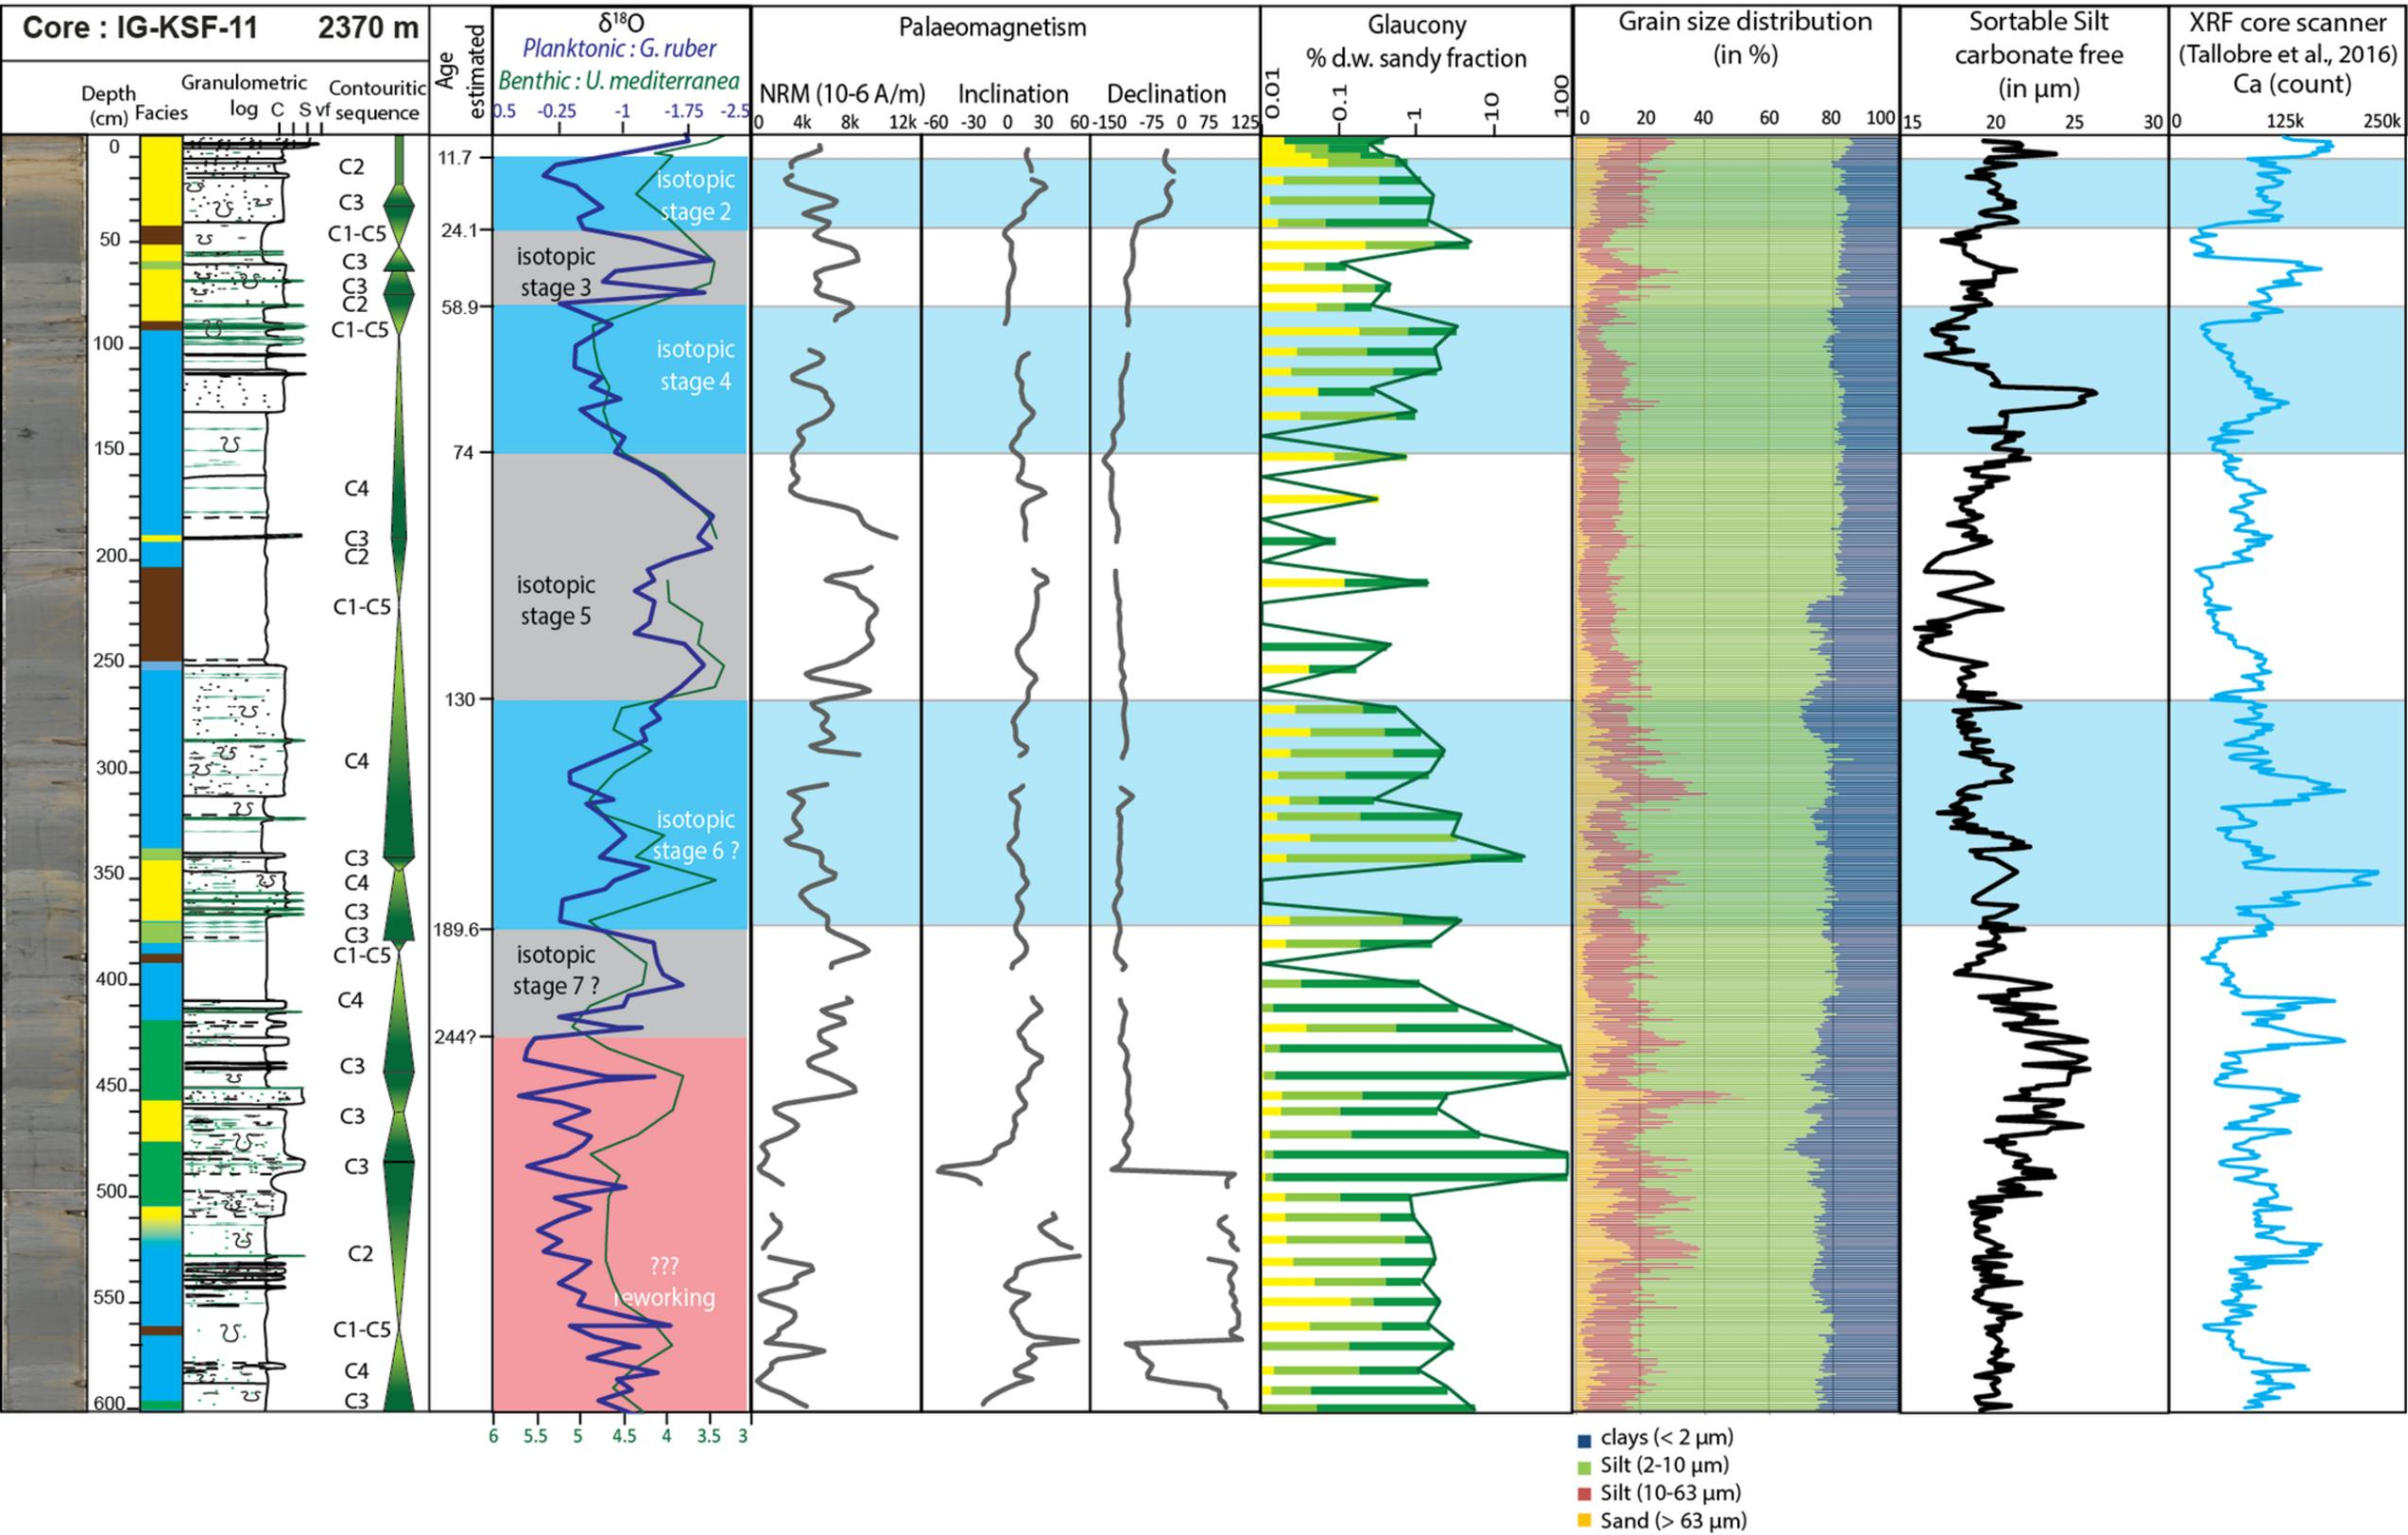 Core : IG-KSF-11 2370 m
Depth (cm)
Facies
Granulometric log C S vf
Contouritic sequence
Age estimated
δ¹⁸O
Planktonic : G. ruber
Benthic : U. mediterranea
0.5 -0.25 -1 -1.75 -2.5
Palaeomagnetism
NRM (10-6 A/m) Inclination Declination
0 4k 8k 12k -60 -30 0 30 60 -150 -75 0 75 125
Glaucony
% d.w. sandy fraction
0.01 0.1 1 10 100
Grain size distribution
(in %)
0 20 40 60 80 100
Sortable Silt
carbonate free
(in µm)
15 20 25 30
XRF core scanner
(Tallobre et al., 2016)
Ca (count)
0 125k 250k
0
50
100
150
200
250
300
350
400
450
500
550
600
C2
C3
C1-C5
C3
C3
C2
C1-C5
C4
C3
C2
C1-C5
C4
C3
C4
C3
C3
C1-C5
C4
C3
C3
C3
C2
C1-C5
C4
C3
11.7
24.1
58.9
74
130
189.6
244?
isotopic
stage 2
isotopic
stage 3
isotopic
stage 4
isotopic
stage 5
isotopic
stage 6 ?
isotopic
stage 7 ?
???
reworking
6 5.5 5 4.5 4 3.5 3
clays (< 2 µm)
Silt (2-10 µm)
Silt (10-63 µm)
Sand (> 63 µm)